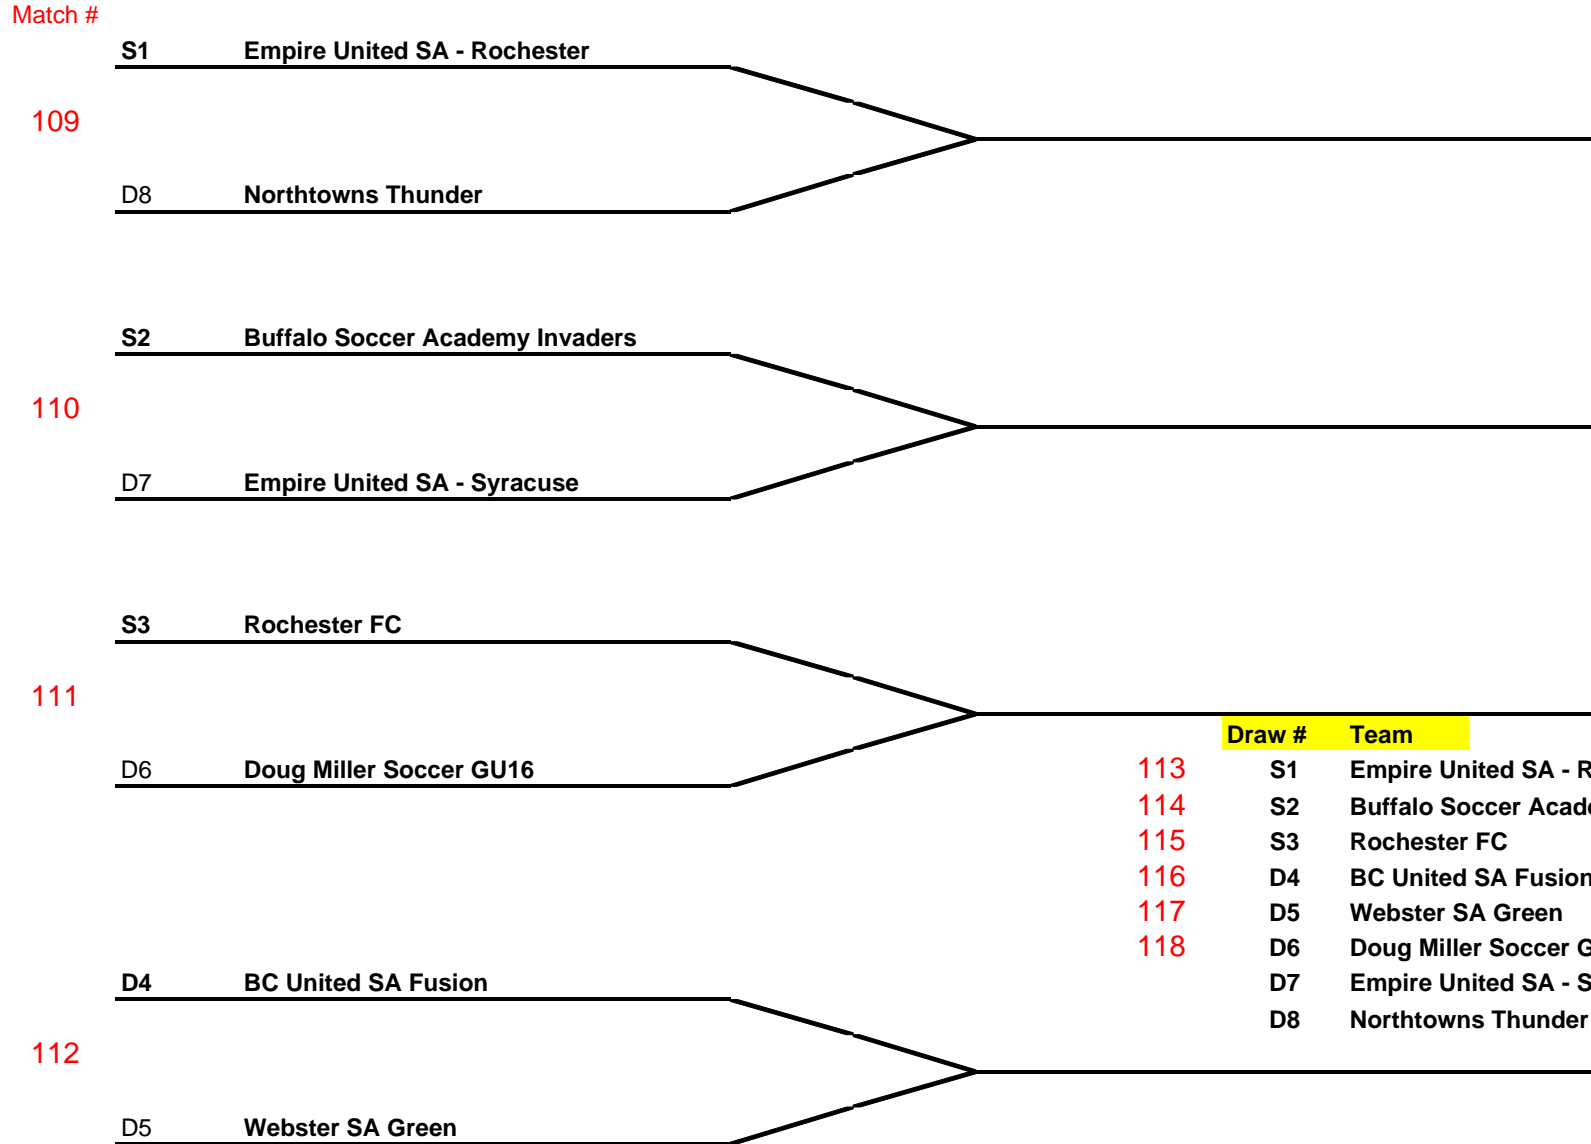 Match #
S1 Empire United SA - Rochester
109
D8 Northtowns Thunder
S2 Buffalo Soccer Academy Invaders
110
D7 Empire United SA - Syracuse
S3 Rochester FC
111
Draw # Team
D6 Doug Miller Soccer GU16
113 S1 Empire United SA - R
114 S2 Buffalo Soccer Acad
115 S3 Rochester FC
116 D4 BC United SA Fusion
117 D5 Webster SA Green
118 D6 Doug Miller Soccer G
D4 BC United SA Fusion
D7 Empire United SA - S
D8 Northtowns Thunder
112
D5 Webster SA Green